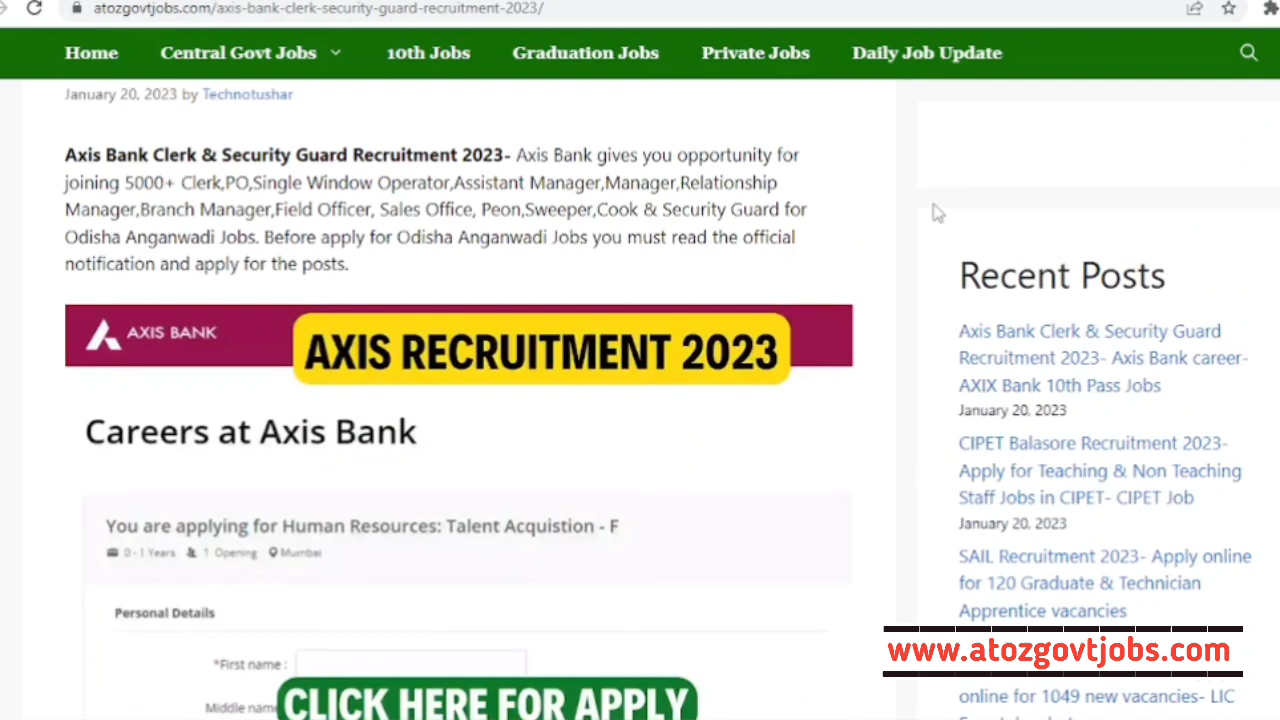 atozgovtjobs.com/axis-bank-clerk-security-guard-recruitment-2023/
Home Central Govt Jobs 10th Jobs Graduation Jobs Private Jobs Daily Job Update
January 20, 2023 by Technotushar
Axis Bank Clerk & Security Guard Recruitment 2023- Axis Bank gives you opportunity for
joining 5000+ Clerk,PO,Single Window Operator,Assistant Manager,Manager,Relationship
Manager,Branch Manager,Field Officer, Sales Office, Peon,Sweeper,Cook & Security Guard for
Odisha Anganwadi Jobs. Before apply for Odisha Anganwadi Jobs you must read the official
notification and apply for the posts.
AXIS BANK
AXIS RECRUITMENT 2023
Careers at Axis Bank
You are applying for Human Resources: Talent Acquistion - F
0 - 1 Years 1 Opening Mumbai
Personal Details
*First name :
Middle name
CLICK HERE FOR APPLY
Recent Posts
Axis Bank Clerk & Security Guard
Recruitment 2023- Axis Bank career-
AXIX Bank 10th Pass Jobs
January 20, 2023
CIPET Balasore Recruitment 2023-
Apply for Teaching & Non Teaching
Staff Jobs in CIPET- CIPET Job
January 20, 2023
SAIL Recruitment 2023- Apply online
for 120 Graduate & Technician
Apprentice vacancies
www.atozgovtjobs.com
online for 1049 new vacancies- LIC